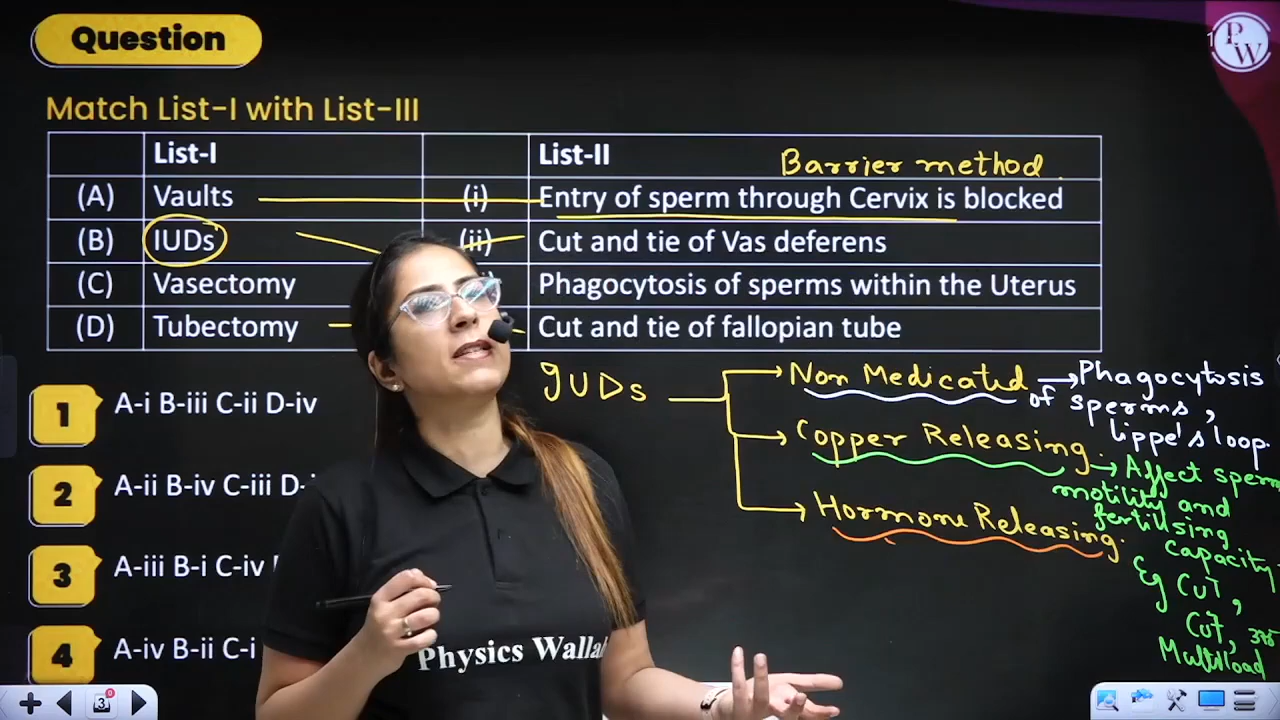 Question
PW
Match List-I with List-III
List-I List-II
Barrier method.
(A) Vaults (i) Entry of sperm through Cervix is blocked
(B) IUDs (ii) Cut and tie of Vas deferens
(C) Vasectomy Phagocytosis of sperms within the Uterus
(D) Tubectomy Cut and tie of fallopian tube
IUDs
Non Medicated → Phagocytosis
of sperms,
lippe's loop.
Copper Releasing. → Affect sperm
motility and
fertilising
capacity
Hormone Releasing.
Eg CuT,
CuT, 375
Multiload
1 A-i B-iii C-ii D-iv
2 A-ii B-iv C-iii D-
3 A-iii B-i C-iv
4 A-iv B-ii C-i
Physics Wallah